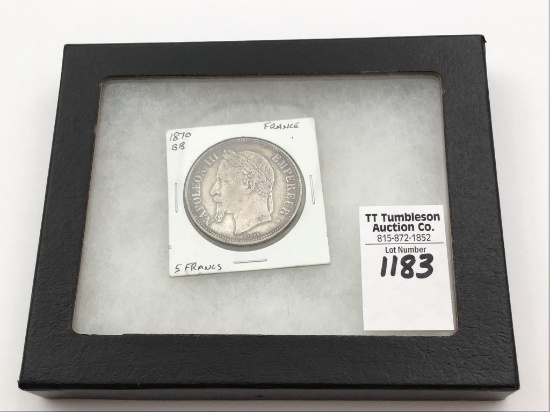 1870
BB
FRANCE
NAPOLEON III EMPEREUR
5 FRANCS
TT Tumbleson
Auction Co.
815-872-1852
Lot Number
1183